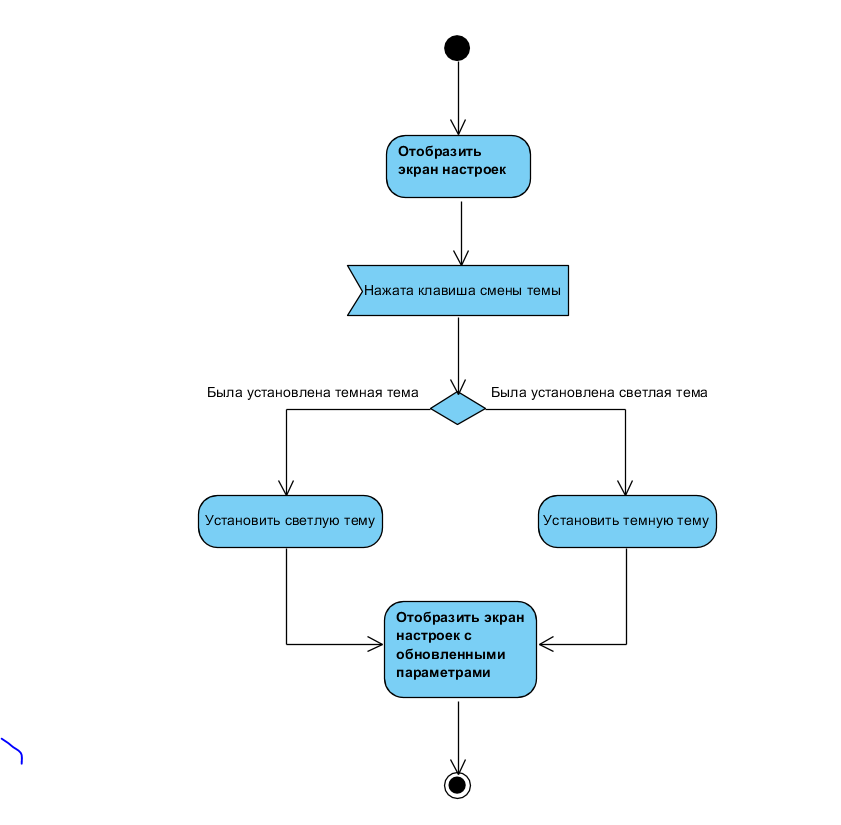 Отобразить
экран настроек
Нажата клавиша смены темы
Была установлена темная тема
Была установлена светлая тема
Установить светлую тему
Установить темную тему
Отобразить экран
настроек с
обновленными
параметрами